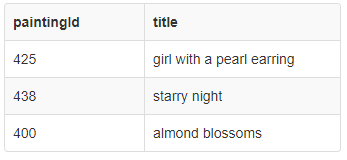 paintingId title
425 girl with a pearl earring
438 starry night
400 almond blossoms